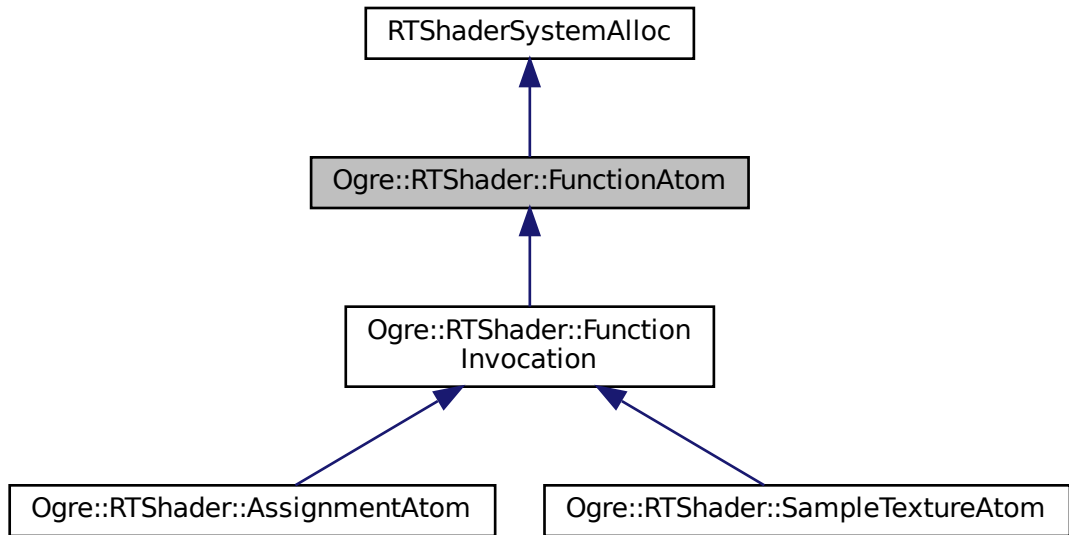 RTShaderSystemAlloc
Ogre::RTShader::FunctionAtom
Ogre::RTShader::Function
Invocation
Ogre::RTShader::AssignmentAtom
Ogre::RTShader::SampleTextureAtom